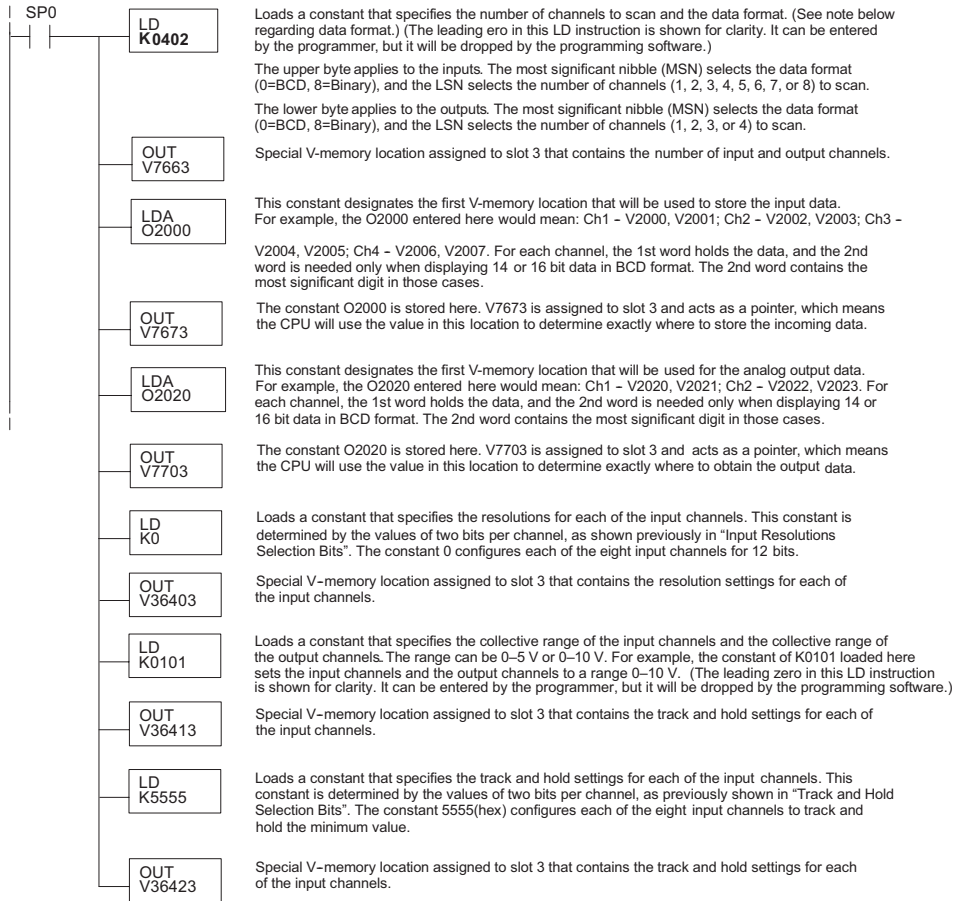 SP0
LD
K0402
Loads a constant that specifies the number of channels to scan and the data format. (See note below
regarding data format.) (The leading ero in this LD instruction is shown for clarity. It can be entered
by the programmer, but it will be dropped by the programming software.)
The upper byte applies to the inputs. The most significant nibble (MSN) selects the data format
(0=BCD, 8=Binary), and the LSN selects the number of channels (1, 2, 3, 4, 5, 6, 7, or 8) to scan.
The lower byte applies to the outputs. The most significant nibble (MSN) selects the data format
(0=BCD, 8=Binary), and the LSN selects the number of channels (1, 2, 3, or 4) to scan.
OUT
V7663
Special V-memory location assigned to slot 3 that contains the number of input and output channels.
LDA
O2000
This constant designates the first V-memory location that will be used to store the input data.
For example, the O2000 entered here would mean: Ch1 - V2000, V2001; Ch2 - V2002, V2003; Ch3 -
V2004, V2005; Ch4 - V2006, V2007. For each channel, the 1st word holds the data, and the 2nd
word is needed only when displaying 14 or 16 bit data in BCD format. The 2nd word contains the
most significant digit in those cases.
OUT
V7673
The constant O2000 is stored here. V7673 is assigned to slot 3 and acts as a pointer, which means
the CPU will use the value in this location to determine exactly where to store the incoming data.
LDA
O2020
This constant designates the first V-memory location that will be used for the analog output data.
For example, the O2020 entered here would mean: Ch1 - V2020, V2021; Ch2 - V2022, V2023. For
each channel, the 1st word holds the data, and the 2nd word is needed only when displaying 14 or
16 bit data in BCD format. The 2nd word contains the most significant digit in those cases.
OUT
V7703
The constant O2020 is stored here. V7703 is assigned to slot 3 and acts as a pointer, which means
the CPU will use the value in this location to determine exactly where to obtain the output data.
LD
K0
Loads a constant that specifies the resolutions for each of the input channels. This constant is
determined by the values of two bits per channel, as shown previously in “Input Resolutions
Selection Bits”. The constant 0 configures each of the eight input channels for 12 bits.
OUT
V36403
Special V-memory location assigned to slot 3 that contains the resolution settings for each of
the input channels.
LD
K0101
Loads a constant that specifies the collective range of the input channels and the collective range of
the output channels. The range can be 0–5 V or 0–10 V. For example, the constant of K0101 loaded here
sets the input channels and the output channels to a range 0–10 V. (The leading zero in this LD instruction
is shown for clarity. It can be entered by the programmer, but it will be dropped by the programming software.)
OUT
V36413
Special V-memory location assigned to slot 3 that contains the track and hold settings for each of
the input channels.
LD
K5555
Loads a constant that specifies the track and hold settings for each of the input channels. This
constant is determined by the values of two bits per channel, as previously shown in “Track and Hold
Selection Bits”. The constant 5555(hex) configures each of the eight input channels to track and
hold the minimum value.
OUT
V36423
Special V-memory location assigned to slot 3 that contains the track and hold settings for each
of the input channels.